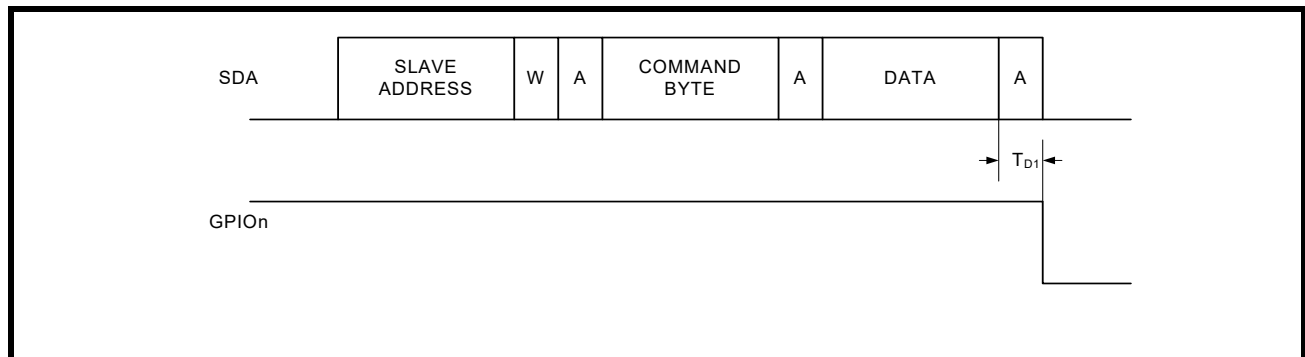 SDA
SLAVE
ADDRESS
W
A
COMMAND
BYTE
A
DATA
A
TD1
GPIOn